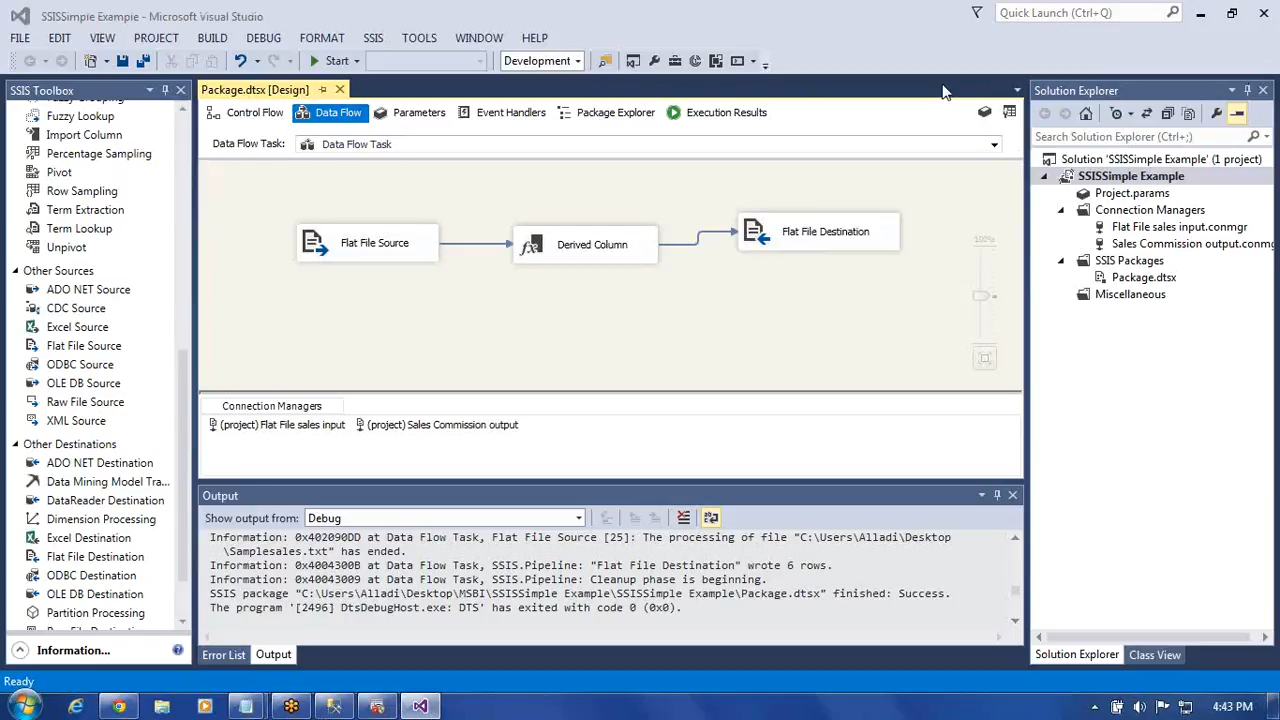 SSISSimple Example - Microsoft Visual Studio
Quick Launch (Ctrl+Q)
FILE EDIT VIEW PROJECT BUILD DEBUG FORMAT SSIS TOOLS WINDOW HELP
Start Development
SSIS Toolbox
Fuzzy Grouping
Fuzzy Lookup
Import Column
Percentage Sampling
Pivot
Row Sampling
Term Extraction
Term Lookup
Unpivot
Other Sources
ADO NET Source
CDC Source
Excel Source
Flat File Source
ODBC Source
OLE DB Source
Raw File Source
XML Source
Other Destinations
ADO NET Destination
Data Mining Model Tra...
DataReader Destination
Dimension Processing
Excel Destination
Flat File Destination
ODBC Destination
OLE DB Destination
Partition Processing
Raw File Destination
Information...
Package.dtsx [Design]
Control Flow Data Flow Parameters Event Handlers Package Explorer Execution Results
Data Flow Task: Data Flow Task
Flat File Source
Derived Column
Flat File Destination
100%
Connection Managers
(project) Flat File sales input (project) Sales Commission output
Output
Show output from: Debug
Information: 0x402090DD at Data Flow Task, Flat File Source [25]: The processing of file "C:\Users\Alladi\Desktop
\Samplesales.txt" has ended.
Information: 0x4004300B at Data Flow Task, SSIS.Pipeline: "Flat File Destination" wrote 6 rows.
Information: 0x40043009 at Data Flow Task, SSIS.Pipeline: Cleanup phase is beginning.
SSIS package "C:\Users\Alladi\Desktop\MSBI\SSISSimple Example\SSISSimple Example\Package.dtsx" finished: Success.
The program '[2496] DtsDebugHost.exe: DTS' has exited with code 0 (0x0).
Error List Output
Solution Explorer
Search Solution Explorer (Ctrl+;)
Solution 'SSISSimple Example' (1 project)
SSISSimple Example
Project.params
Connection Managers
Flat File sales input.conmgr
Sales Commission output.conmg
SSIS Packages
Package.dtsx
Miscellaneous
Solution Explorer Class View
Ready
4:43 PM